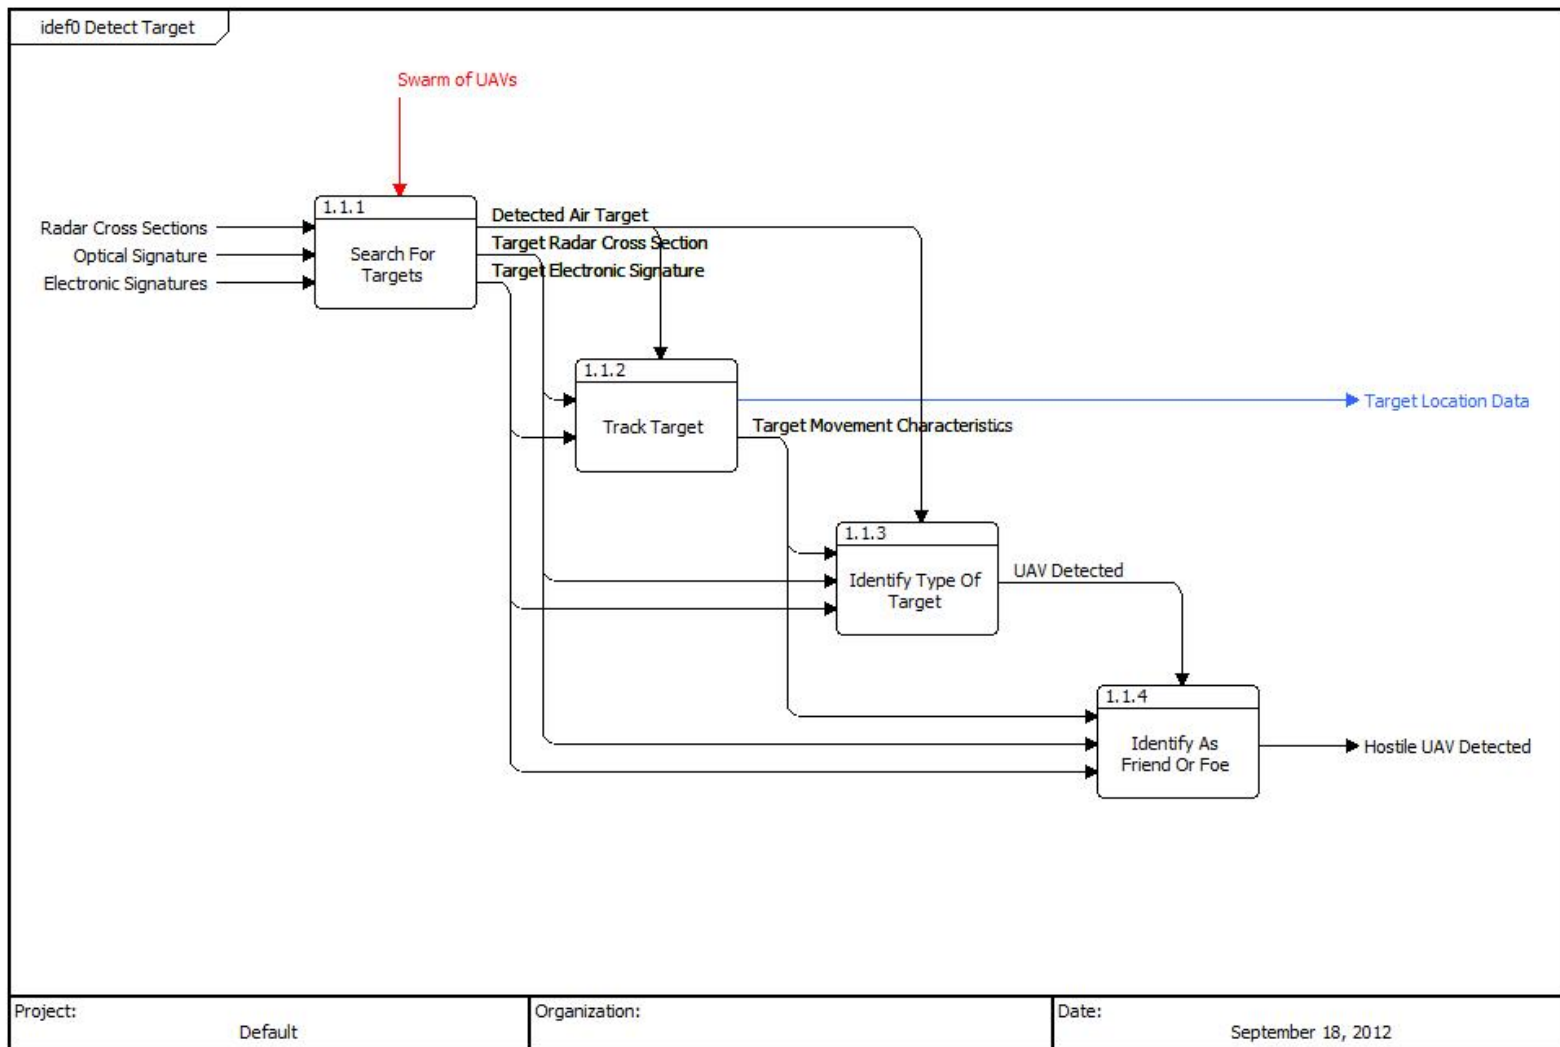 idef0 Detect Target
Swarm of UAVs
1.1.1
Search For
Targets
Radar Cross Sections
Optical Signature
Electronic Signatures
Detected Air Target
Target Radar Cross Section
Target Electronic Signature
1.1.2
Track Target
Target Location Data
Target Movement Characteristics
1.1.3
Identify Type Of
Target
UAV Detected
1.1.4
Identify As
Friend Or Foe
Hostile UAV Detected
Project:
Default
Organization:
Date:
September 18, 2012